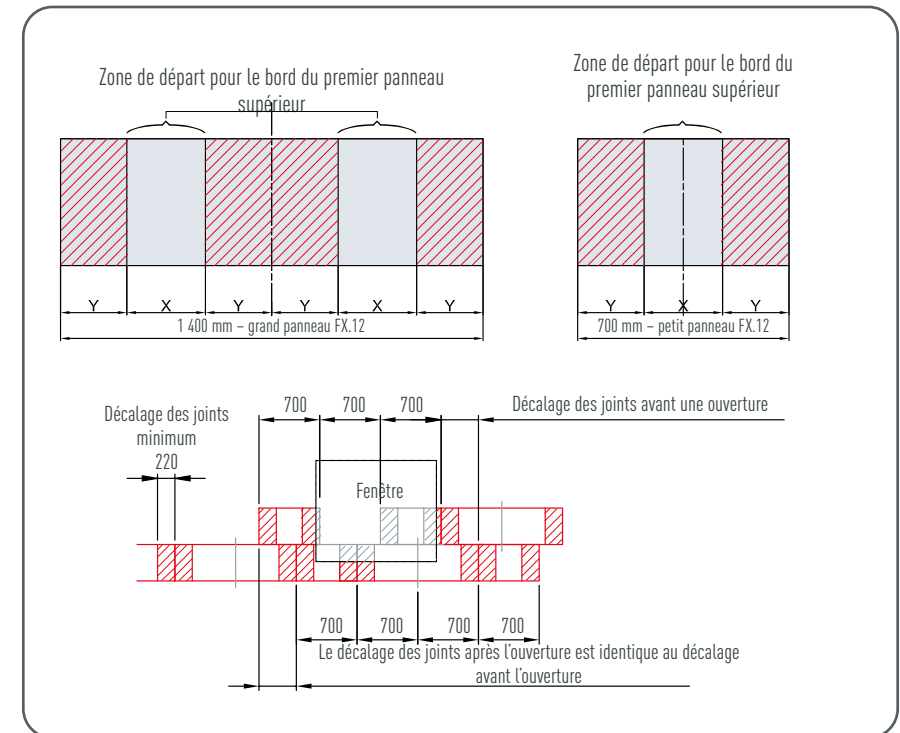 Zone de départ pour le bord du premier panneau
supérieur
Zone de départ pour le bord du
premier panneau supérieur
Y X Y Y X Y
1 400 mm – grand panneau FX.12
Y X Y
700 mm – petit panneau FX.12
Décalage des joints
minimum
220
700 700 700
Décalage des joints avant une ouverture
Fenêtre
700 700 700 700
Le décalage des joints après l'ouverture est identique au décalage
avant l'ouverture